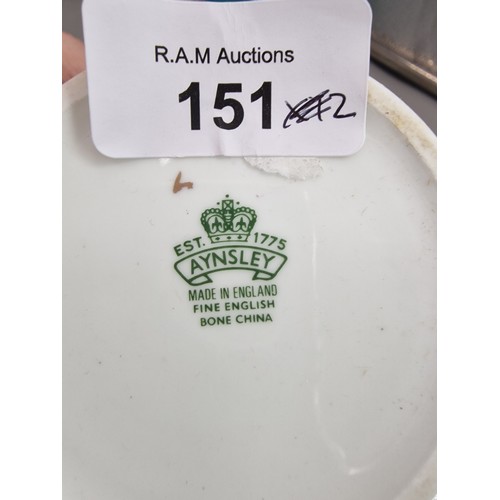 R.A.M Auctions
151
EST. 1775
AYNSLEY
MADE IN ENGLAND
FINE ENGLISH
BONE CHINA